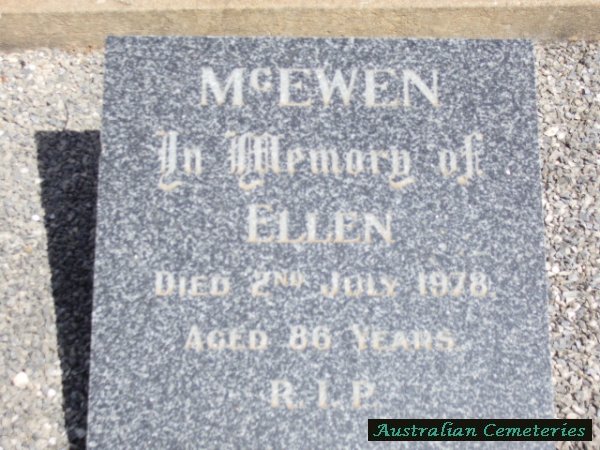 McEWEN
In Memory of
ELLEN
DIED 2ND JULY 1978
AGED 86 YEARS
R.I.P.
Australian Cemeteries